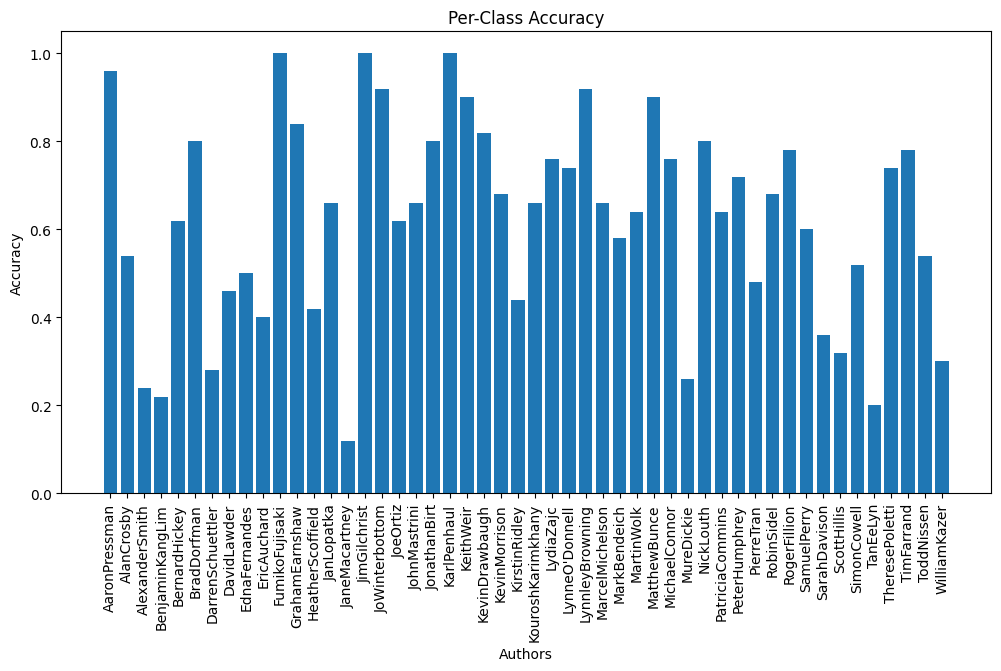 Per-Class Accuracy
Accuracy
1.0
0.8
0.6
0.4
0.2
0.0
AaronPressman
AlanCrosby
AlexanderSmith
BenjaminKangLim
BernardHickey
BradDorfman
DarrenSchuettler
DavidLawder
EdnaFernandes
EricAuchard
FumikoFujisaki
GrahamEarnshaw
HeatherScoffield
JanLopatka
JaneMacartney
JimGilchrist
JoWinterbottom
JoeOrtiz
JohnMastrini
JonathanBirt
KarlPenhaul
KeithWeir
KevinDrawbaugh
KevinMorrison
KirstinRidley
KouroshKarimkhany
LydiaZajc
LynneO'Donnell
LynnleyBrowning
MarcelMichelson
MarkBendeich
MartinWolk
MatthewBunce
MichaelConnor
MureDickie
NickLouth
PatriciaCommins
PeterHumphrey
PierreTran
RobinSidel
RogerFillion
SamuelPerry
SarahDavison
ScottHillis
SimonCowell
TanEeLyn
TheresePoletti
TimFarrand
ToddNissen
WilliamKazer
Authors